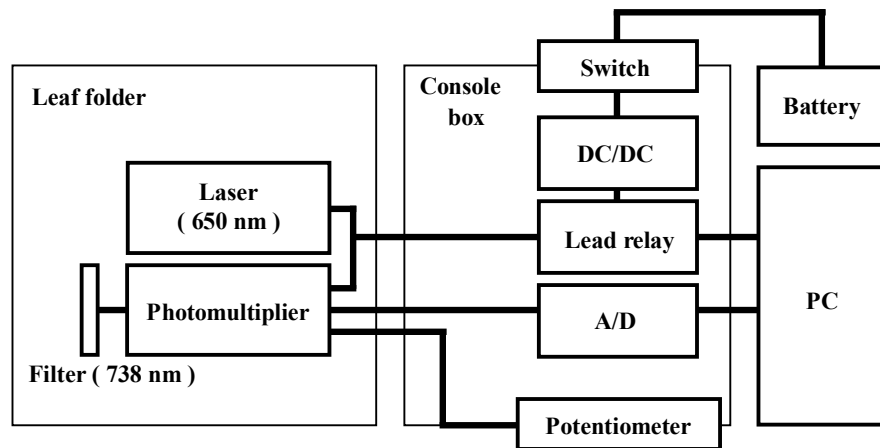 Leaf folder
Console
box
Switch
Battery
DC/DC
Laser
( 650 nm )
Lead relay
PC
Photomultiplier
A/D
Filter ( 738 nm )
Potentiometer